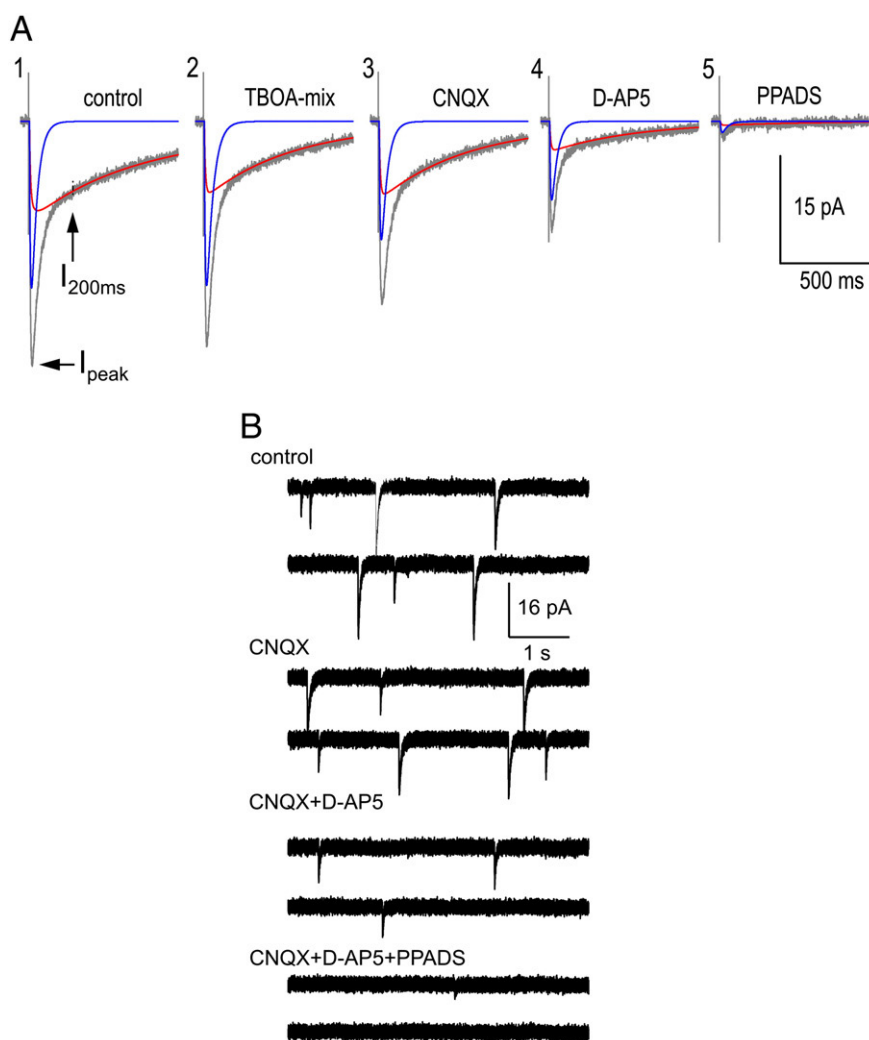 A
1 2 3 4 5
control TBOA-mix CNQX D-AP5 PPADS
15 pA
I200ms
500 ms
Ipeak
B
control
16 pA
1 s
CNQX
CNQX+D-AP5
CNQX+D-AP5+PPADS